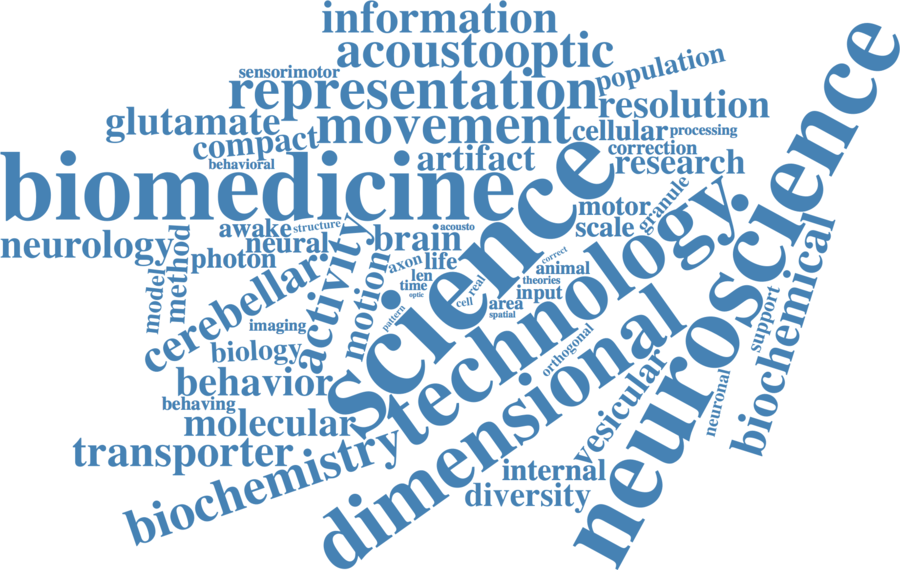 information
acoustooptic
sensorimotor
population
representation
resolution
glutamate
movement
cellular
processing
compact
correction
behavioral
artifact
research
biomedicine
science
neuroscience
technology
granule
motor
scale
awake
structure
acousto
neurology
neural
brain
photon
method
model
cerebellar
activity
motion
axon
life
len
time
optic
cell
real
correct
animal
theories
input
area
spatial
pattern
imaging
biology
orthogonal
dimensional
support
biochemical
behavior
behaving
molecular
vesicular
neuronal
transporter
biochemistry
internal
diversity